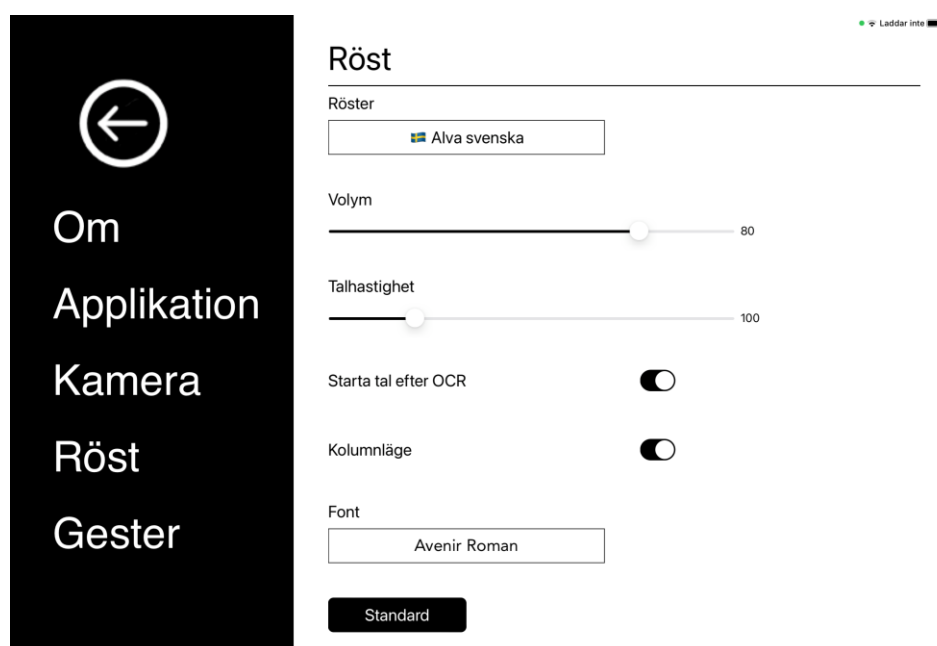 Laddar inte
Om
Applikation
Kamera
Röst
Gester
Röst
Röster
Alva svenska
Volym
80
Talhastighet
100
Starta tal efter OCR
Kolumnläge
Font
Avenir Roman
Standard